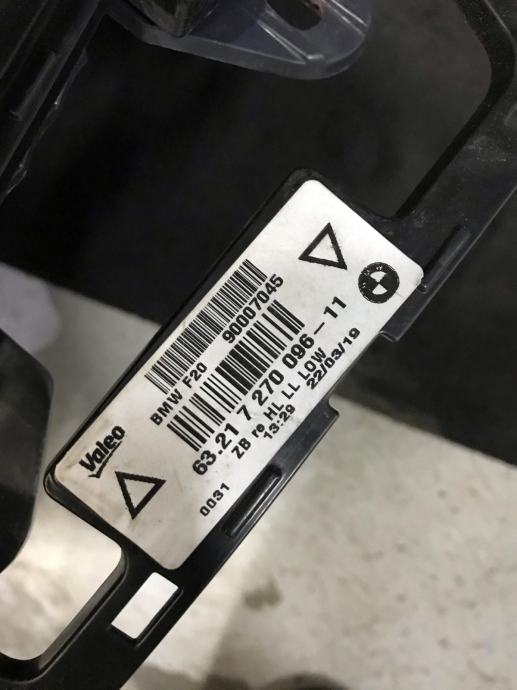 BMW F20 90007045
63.21 7 270 096-11
ZB re HL LL LOW
13:29 22/03/19
Valeo
0031
BMW